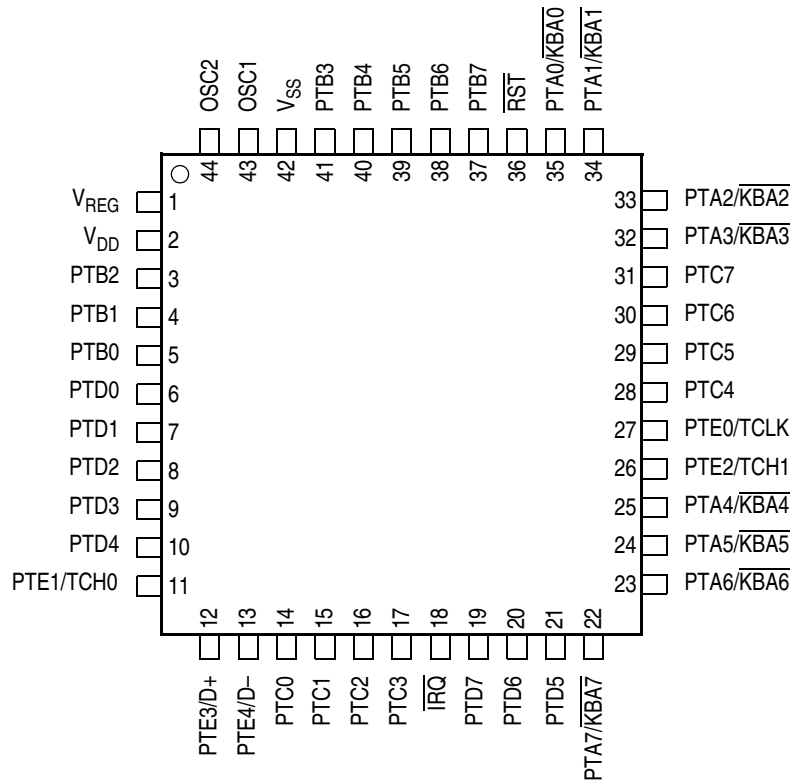 OSC2
OSC1
VSS
PTB3
PTB4
PTB5
PTB6
PTB7
RST
PTA0/KBA0
PTA1/KBA1
44
43
42
41
40
39
38
37
36
35
34
VREG 1
VDD 2
PTB2 3
PTB1 4
PTB0 5
PTD0 6
PTD1 7
PTD2 8
PTD3 9
PTD4 10
PTE1/TCH0 11
33 PTA2/KBA2
32 PTA3/KBA3
31 PTC7
30 PTC6
29 PTC5
28 PTC4
27 PTE0/TCLK
26 PTE2/TCH1
25 PTA4/KBA4
24 PTA5/KBA5
23 PTA6/KBA6
12
13
14
15
16
17
18
19
20
21
22
PTE3/D+
PTE4/D–
PTC0
PTC1
PTC2
PTC3
IRQ
PTD7
PTD6
PTD5
PTA7/KBA7